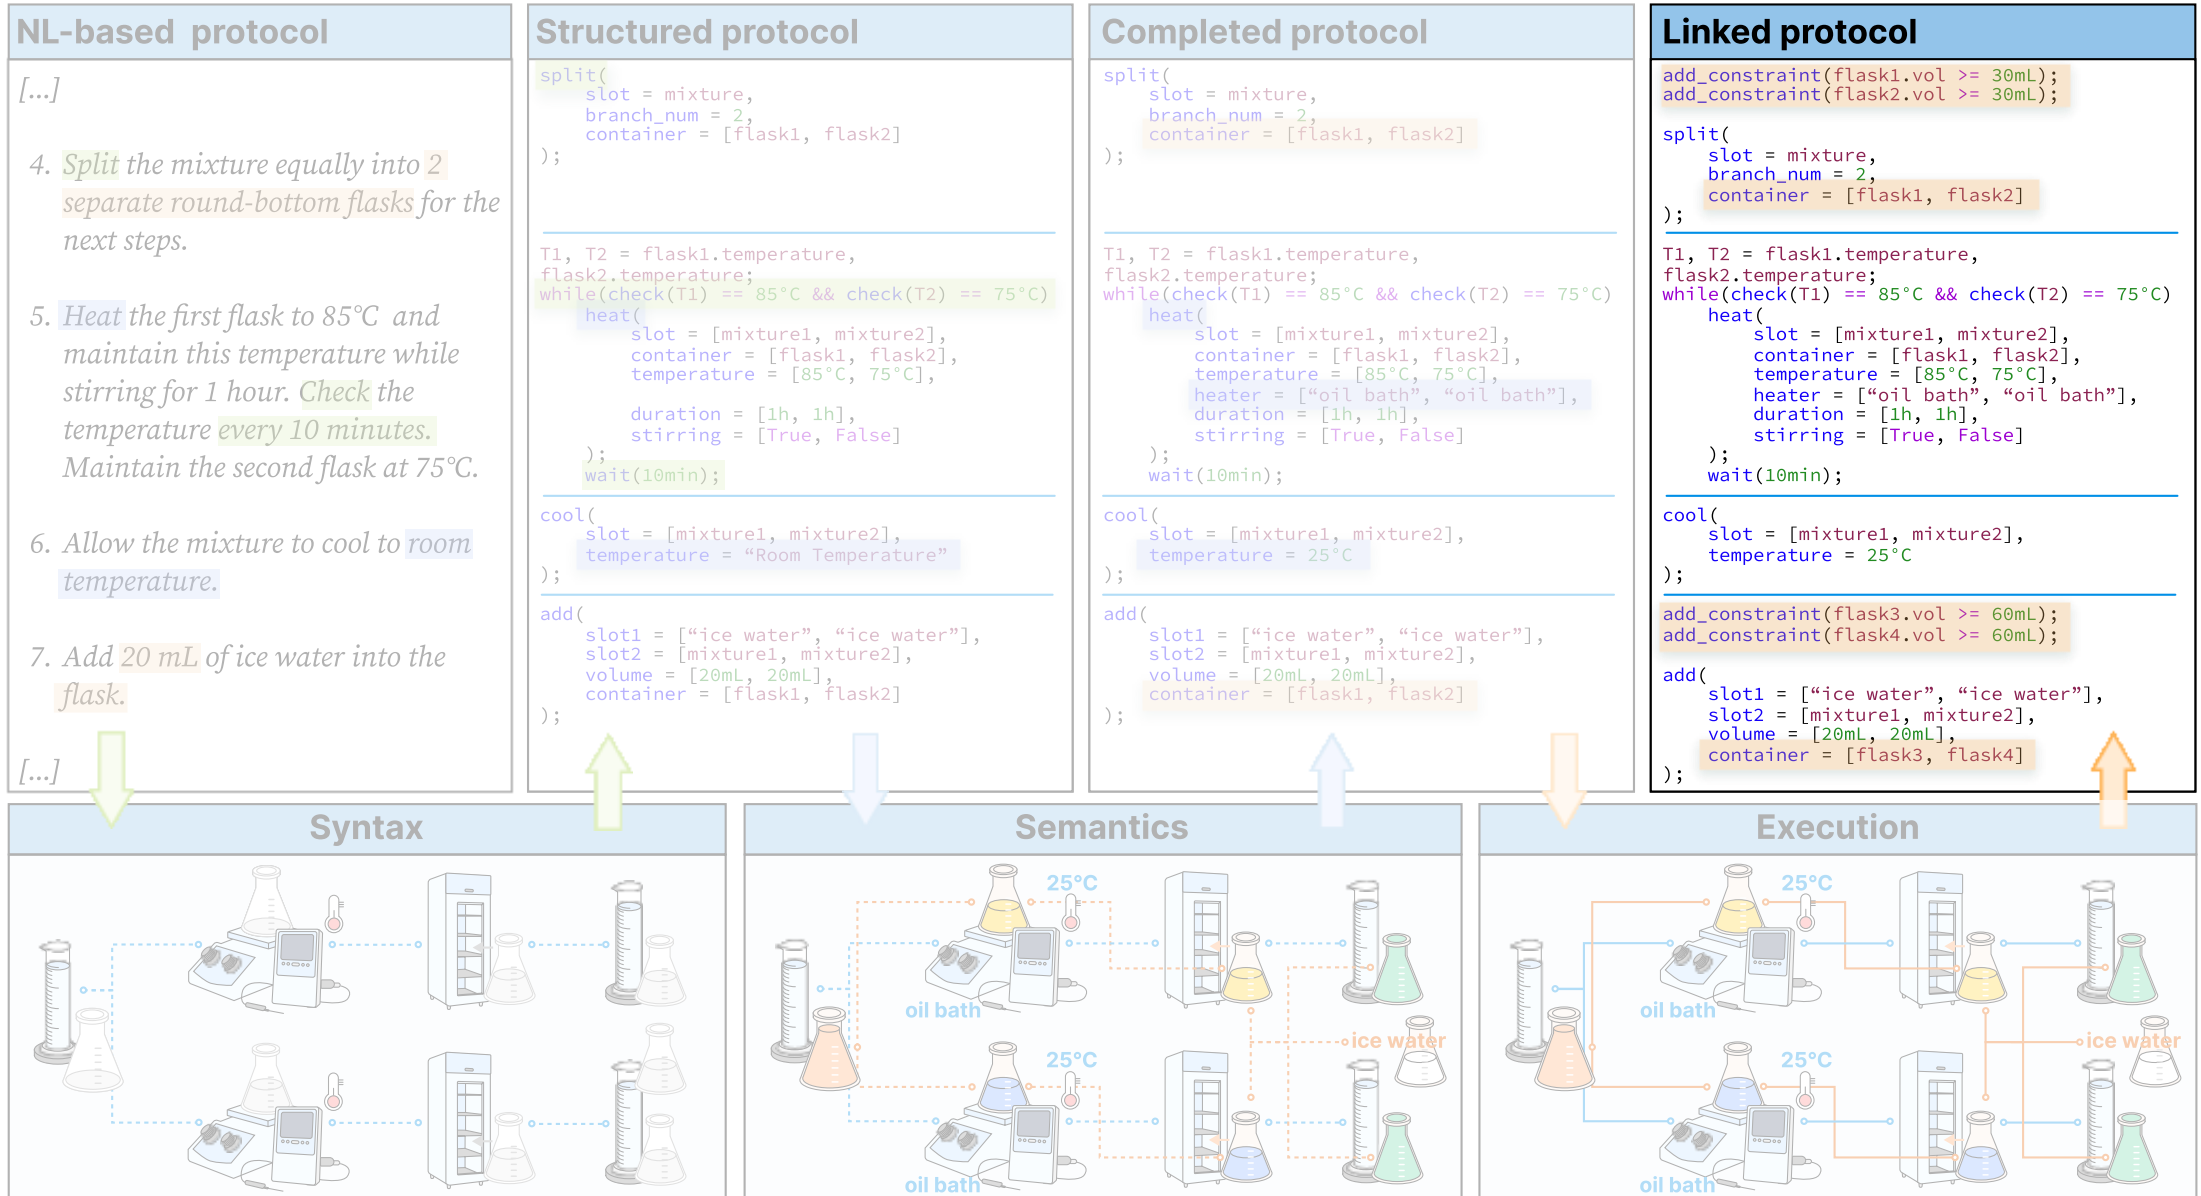 NL-based protocol
[...]
4. Split the mixture equally into 2
separate round-bottom flasks for the
next steps.
5. Heat the first flask to 85°C and
maintain this temperature while
stirring for 1 hour. Check the
temperature every 10 minutes.
Maintain the second flask at 75°C.
6. Allow the mixture to cool to room
temperature.
7. Add 20 mL of ice water into the
flask.
[...]
Structured protocol
split(
slot = mixture,
branch_num = 2,
container = [flask1, flask2]
);
T1, T2 = flask1.temperature,
flask2.temperature;
while(check(T1) == 85°C && check(T2) == 75°C)
heat(
slot = [mixture1, mixture2],
container = [flask1, flask2],
temperature = [85°C, 75°C],
duration = [1h, 1h],
stirring = [True, False]
);
wait(10min);
cool(
slot = [mixture1, mixture2],
temperature = “Room Temperature”
);
add(
slot1 = [“ice water”, “ice water”],
slot2 = [mixture1, mixture2],
volume = [20mL, 20mL],
container = [flask1, flask2]
);
Completed protocol
split(
slot = mixture,
branch_num = 2,
container = [flask1, flask2]
);
T1, T2 = flask1.temperature,
flask2.temperature;
while(check(T1) == 85°C && check(T2) == 75°C)
heat(
slot = [mixture1, mixture2],
container = [flask1, flask2],
temperature = [85°C, 75°C],
heater = [“oil bath”, “oil bath”],
duration = [1h, 1h],
stirring = [True, False]
);
wait(10min);
cool(
slot = [mixture1, mixture2],
temperature = 25°C
);
add(
slot1 = [“ice water”, “ice water”],
slot2 = [mixture1, mixture2],
volume = [20mL, 20mL],
container = [flask1, flask2]
);
Linked protocol
add_constraint(flask1.vol >= 30mL);
add_constraint(flask2.vol >= 30mL);
split(
slot = mixture,
branch_num = 2,
container = [flask1, flask2]
);
T1, T2 = flask1.temperature,
flask2.temperature;
while(check(T1) == 85°C && check(T2) == 75°C)
heat(
slot = [mixture1, mixture2],
container = [flask1, flask2],
temperature = [85°C, 75°C],
heater = [“oil bath”, “oil bath”],
duration = [1h, 1h],
stirring = [True, False]
);
wait(10min);
cool(
slot = [mixture1, mixture2],
temperature = 25°C
);
add_constraint(flask3.vol >= 60mL);
add_constraint(flask4.vol >= 60mL);
add(
slot1 = [“ice water”, “ice water”],
slot2 = [mixture1, mixture2],
volume = [20mL, 20mL],
container = [flask3, flask4]
);
Syntax
Semantics
25°C
oil bath
ice water
25°C
oil bath
Execution
25°C
oil bath
ice water
25°C
oil bath